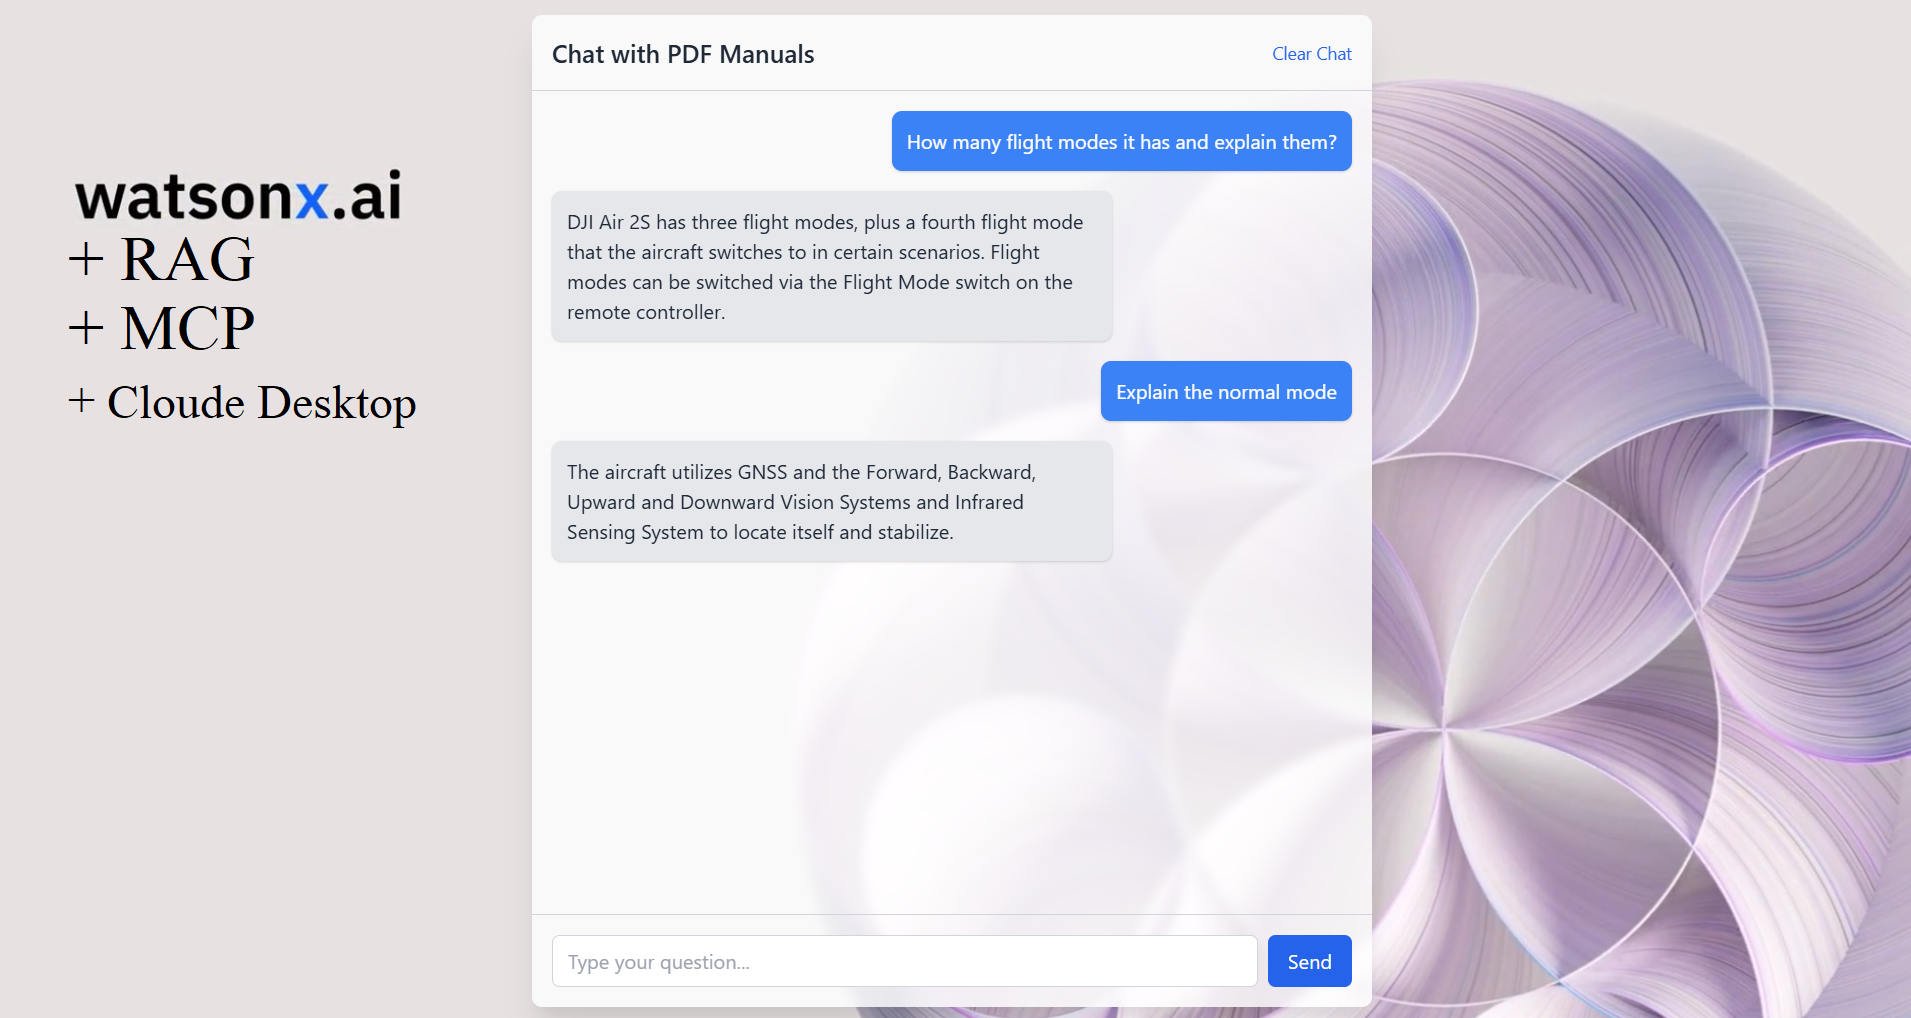 watsonx.ai
+ RAG
+ MCP
+ Cloude Desktop
Chat with PDF Manuals
Clear Chat
How many flight modes it has and explain them?
DJI Air 2S has three flight modes, plus a fourth flight mode
that the aircraft switches to in certain scenarios. Flight
modes can be switched via the Flight Mode switch on the
remote controller.
Explain the normal mode
The aircraft utilizes GNSS and the Forward, Backward,
Upward and Downward Vision Systems and Infrared
Sensing System to locate itself and stabilize.
Type your question...
Send